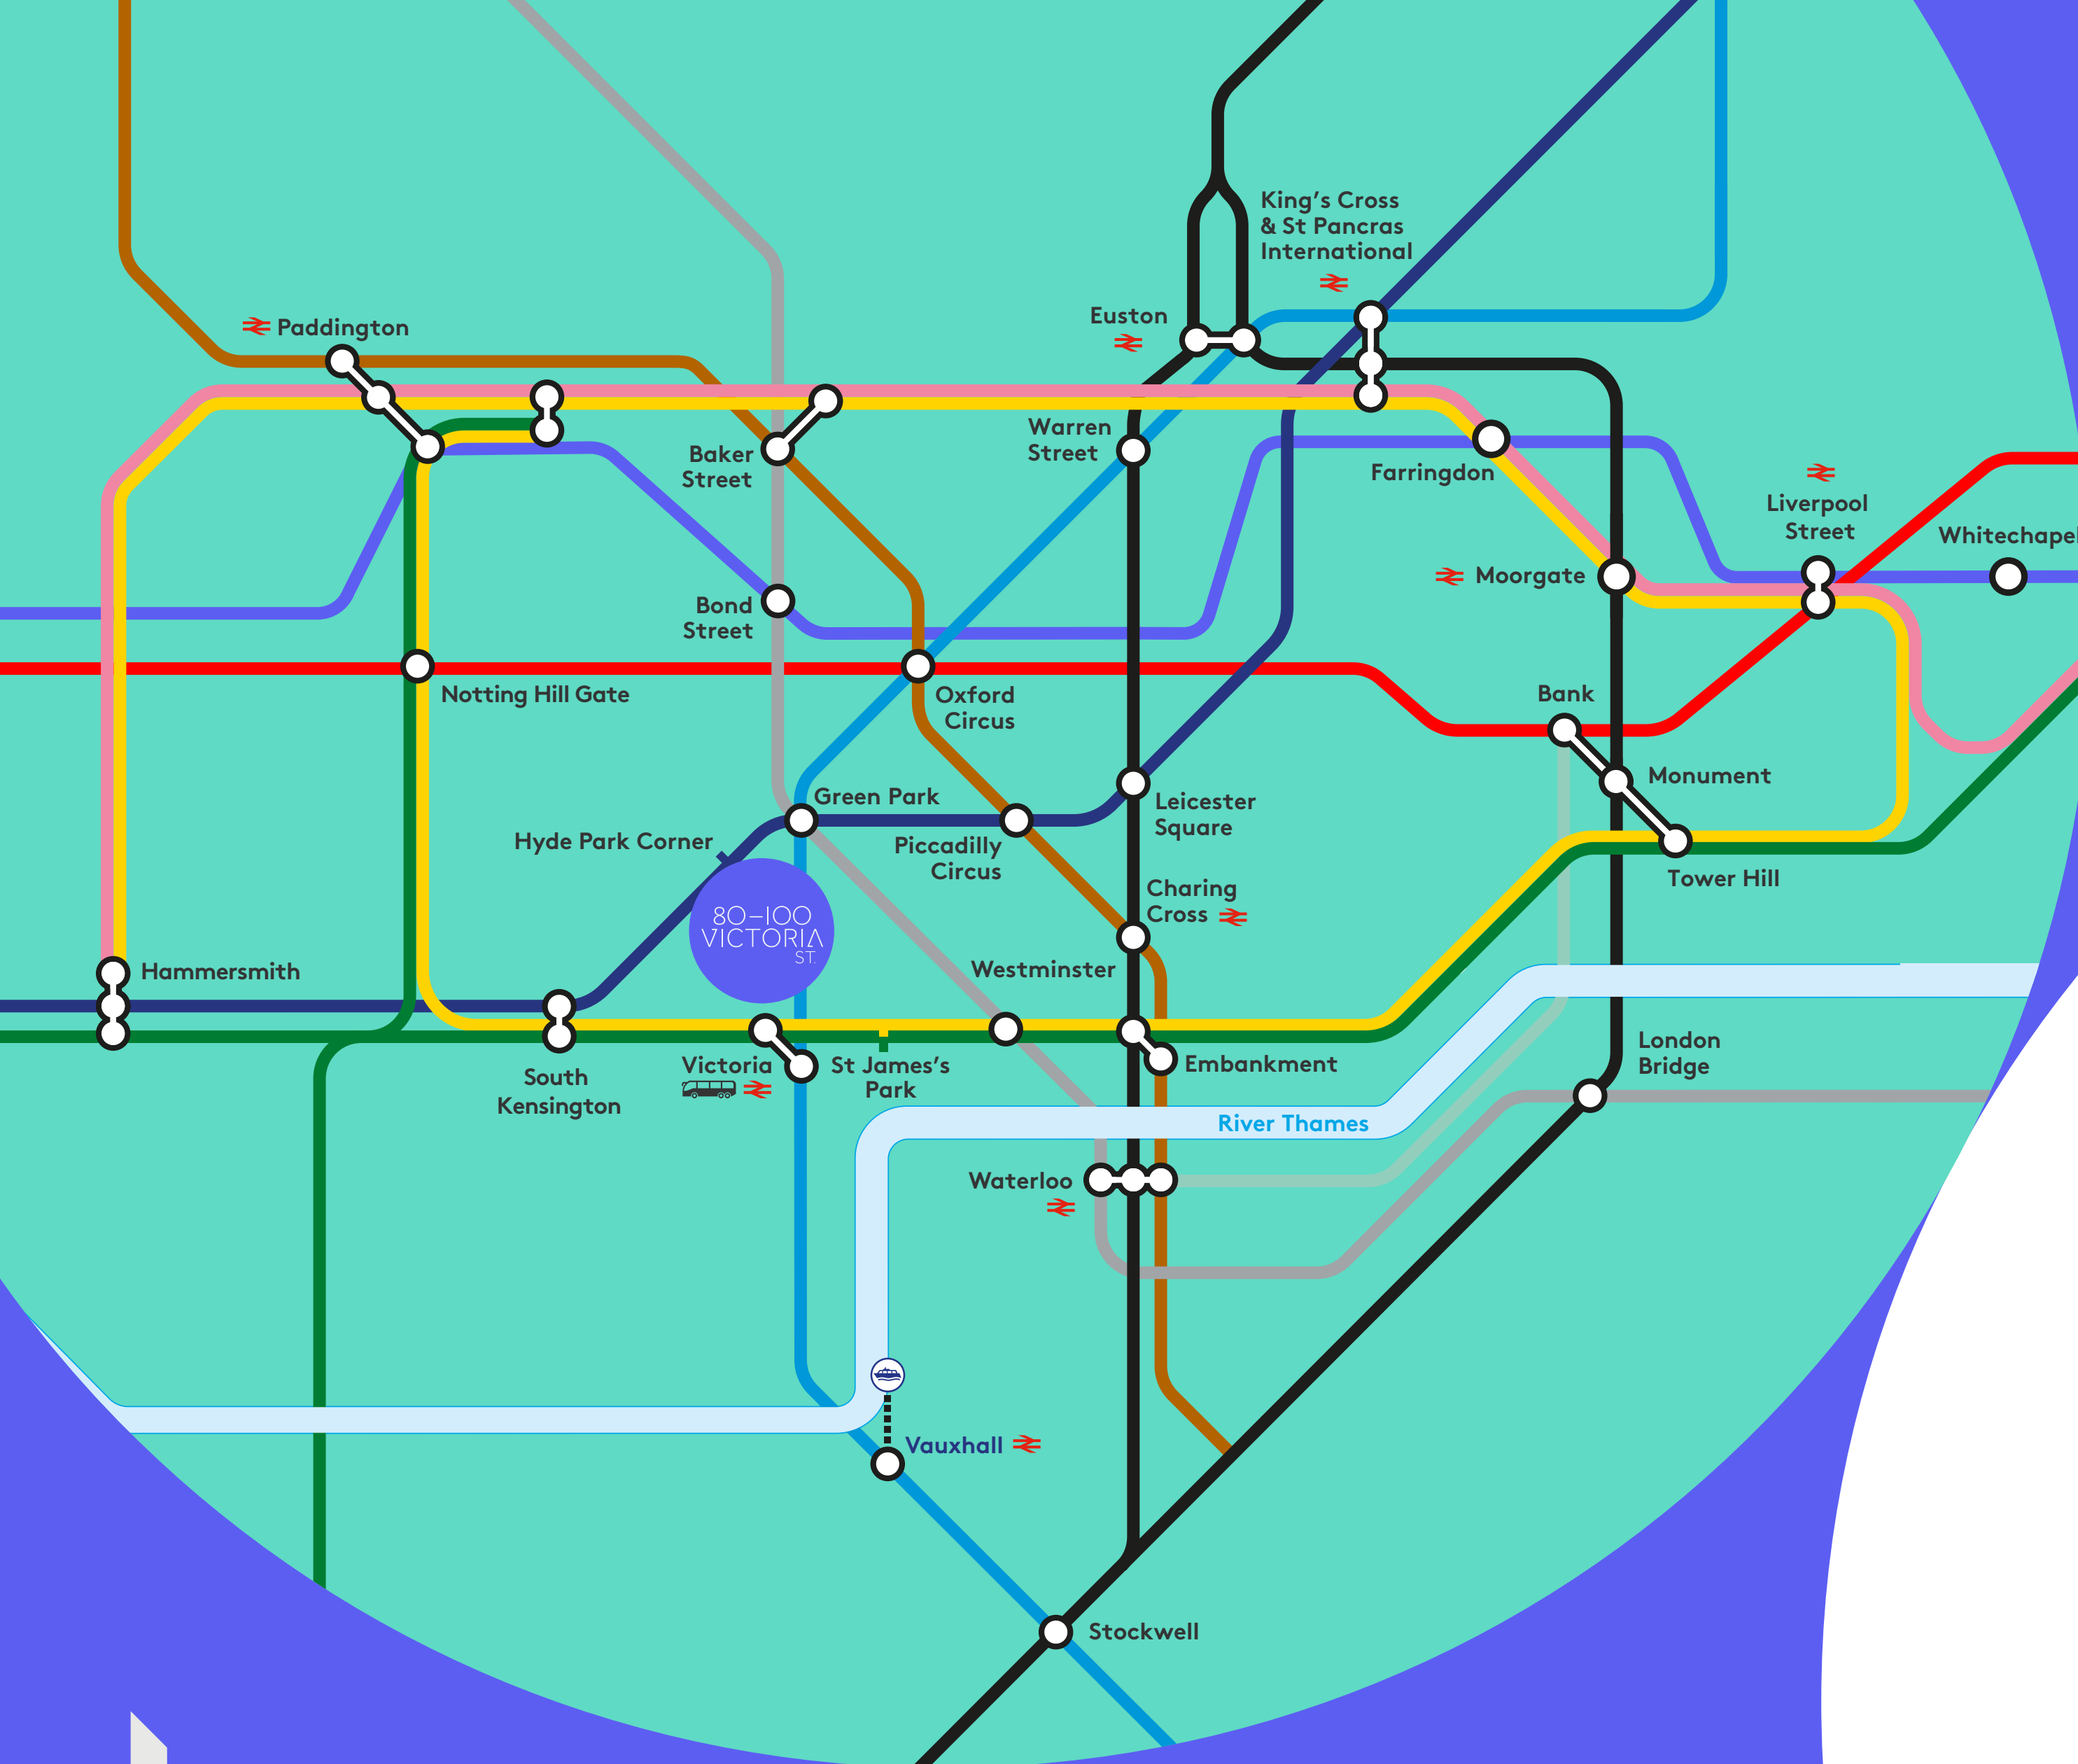 King's Cross
& St Pancras
International
Euston
Paddington
Warren
Street
Baker
Street
Farringdon
Liverpool
Street
Whitechapel
Moorgate
Bond
Street
Notting Hill Gate
Oxford
Circus
Bank
Monument
Green Park
Leicester
Square
Hyde Park Corner
Piccadilly
Circus
Tower Hill
Charing
Cross
80–100
VICTORIA
ST.
Westminster
Hammersmith
London
Bridge
Victoria
St James's
Park
Embankment
South
Kensington
River Thames
Waterloo
Vauxhall
Stockwell